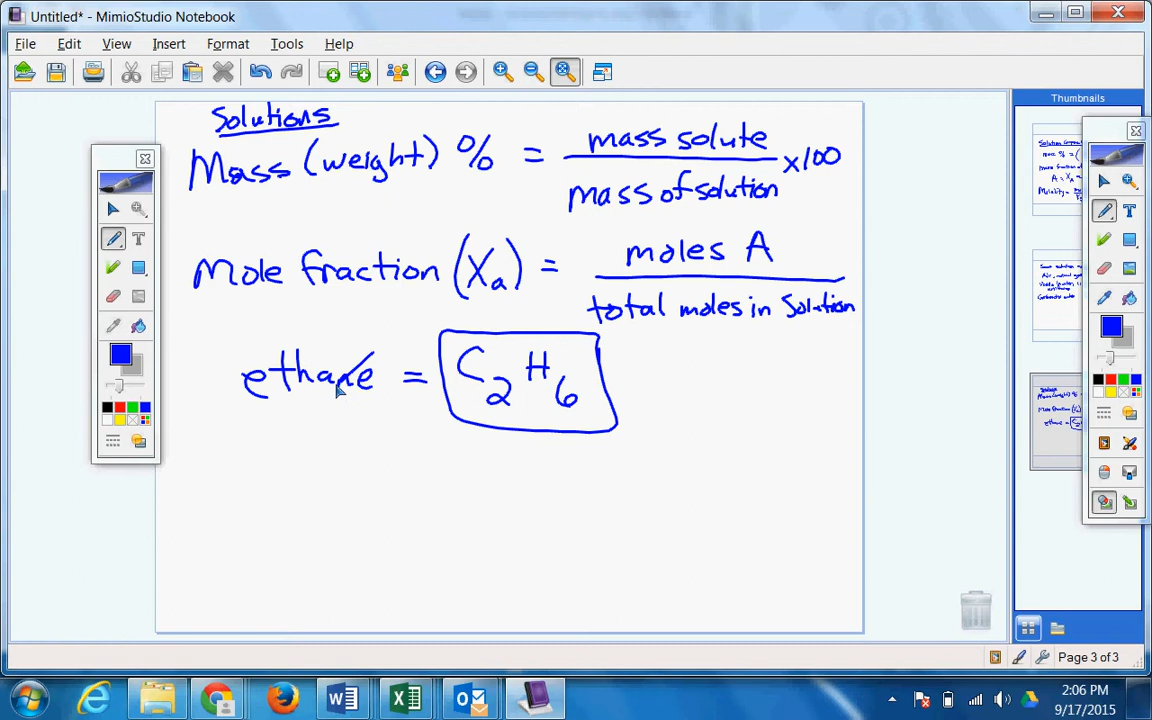 Untitled* - MimioStudio Notebook
File Edit View Insert Format Tools Help
Thumbnails
Solutions
Mass (weight) % = mass solute / mass of solution x100
Mole fraction (Xa) = moles A / total moles in Solution
ethane = C2H6
Page 3 of 3
2:06 PM
9/17/2015